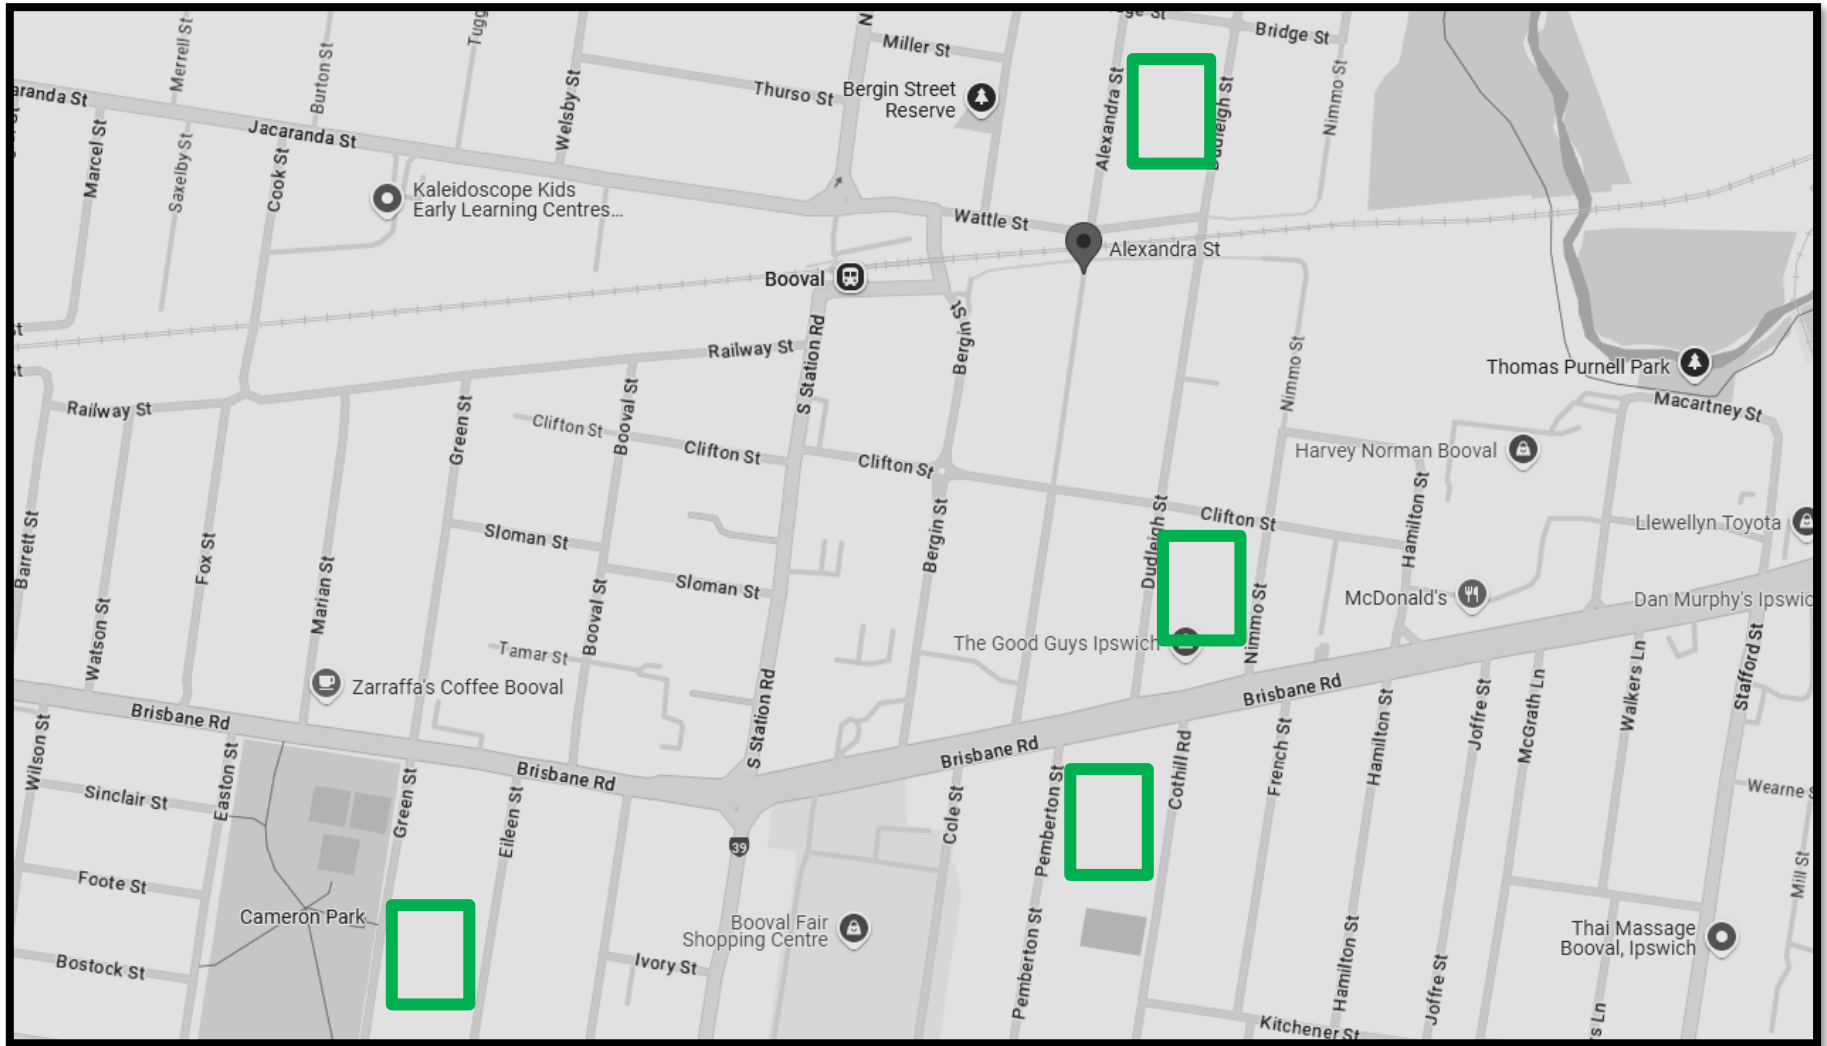 Bridge St
Miller St
Merrell St
Burton St
Welsby St
Thurso St
Bergin Street
Reserve
Alexandra St
Dudleigh St
Nimmo St
Jacaranda St
Marcel St
Saxelby St
Cook St
Kaleidoscope Kids
Early Learning Centres...
Wattle St
Alexandra St
Booval
Bergin St
S Station Rd
Railway St
Nimmo St
Thomas Purnell Park
Macartney St
Railway St
Green St
Clifton St
Booval St
Clifton St
Clifton St
Harvey Norman Booval
Hamilton St
Dudleigh St
Clifton St
Llewellyn Toyota
Barrett St
Fox St
Marian St
Sloman St
Sloman St
Bergin St
McDonald's
Dan Murphy's Ipswic
Watson St
Booval St
Tamar St
The Good Guys Ipswich
Nimmo St
Stafford St
Zarraffa's Coffee Booval
S Station Rd
Brisbane Rd
Brisbane Rd
Brisbane Rd
Brisbane Rd
Wilson St
Easton St
Sinclair St
Green St
Eileen St
39
Cole St
Pemberton St
Cothill Rd
French St
Hamilton St
Joffre St
McGrath Ln
Walkers Ln
Wearne
Foote St
Cameron Park
Bostock St
Ivory St
Booval Fair
Shopping Centre
Pemberton St
Hamilton St
Joffre St
Kitchener St
Mill St
Thai Massage
Booval, Ipswich